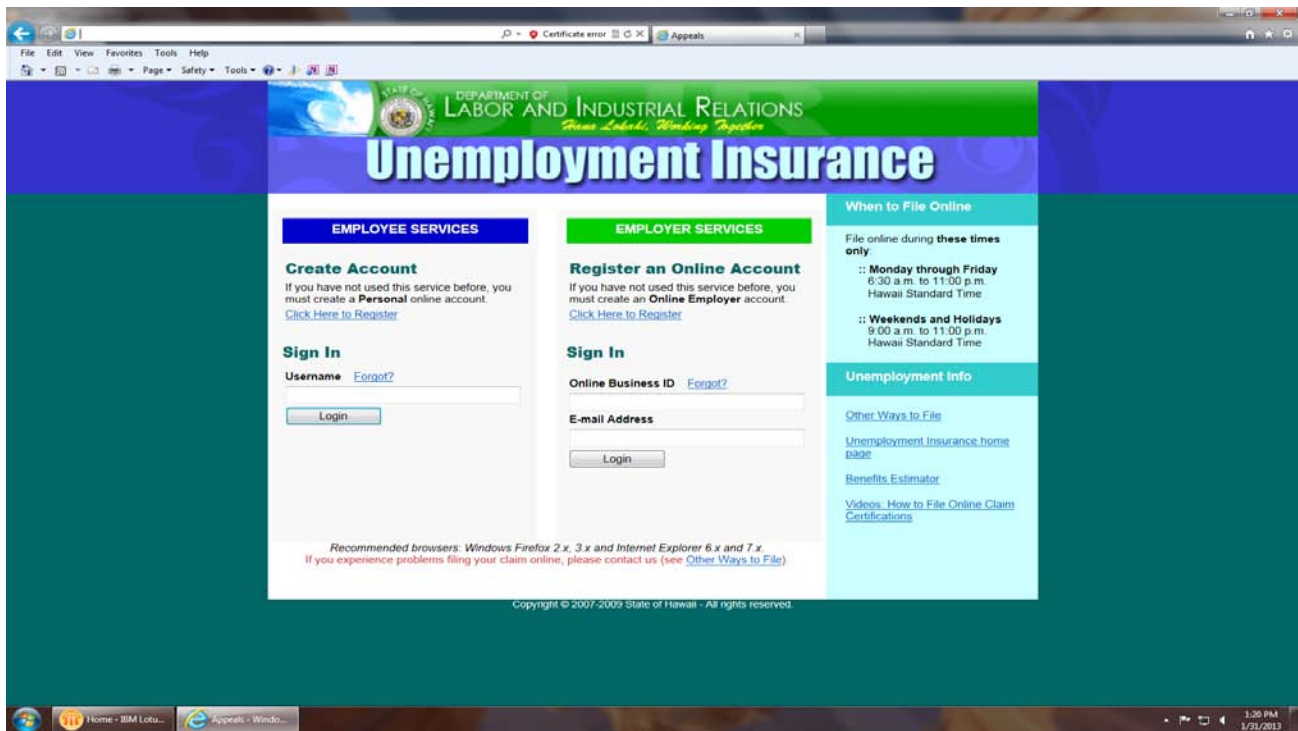 Certificate error
Appeals
File Edit View Favorites Tools Help
Page Safety Tools
STATE OF HAWAII
DEPARTMENT OF
LABOR AND INDUSTRIAL RELATIONS
Hana Lokahi, Working Together
Unemployment Insurance
EMPLOYEE SERVICES
Create Account
If you have not used this service before, you
must create a Personal online account.
Click Here to Register
Sign In
Username Forgot?
Login
EMPLOYER SERVICES
Register an Online Account
If you have not used this service before, you
must create an Online Employer account.
Click Here to Register
Sign In
Online Business ID Forgot?
E-mail Address
Login
When to File Online
File online during these times
only:
:: Monday through Friday
6:30 a.m. to 11:00 p.m.
Hawaii Standard Time
:: Weekends and Holidays
9:00 a.m. to 11:00 p.m.
Hawaii Standard Time
Unemployment Info
Other Ways to File
Unemployment Insurance home
page
Benefits Estimator
Videos: How to File Online Claim
Certifications
Recommended browsers: Windows Firefox 2.x, 3.x and Internet Explorer 6.x and 7.x.
If you experience problems filing your claim online, please contact us (see Other Ways to File).
Copyright © 2007-2009 State of Hawaii - All rights reserved.
Home - IBM Lotu...
Appeals - Windo...
1:20 PM
1/31/2013